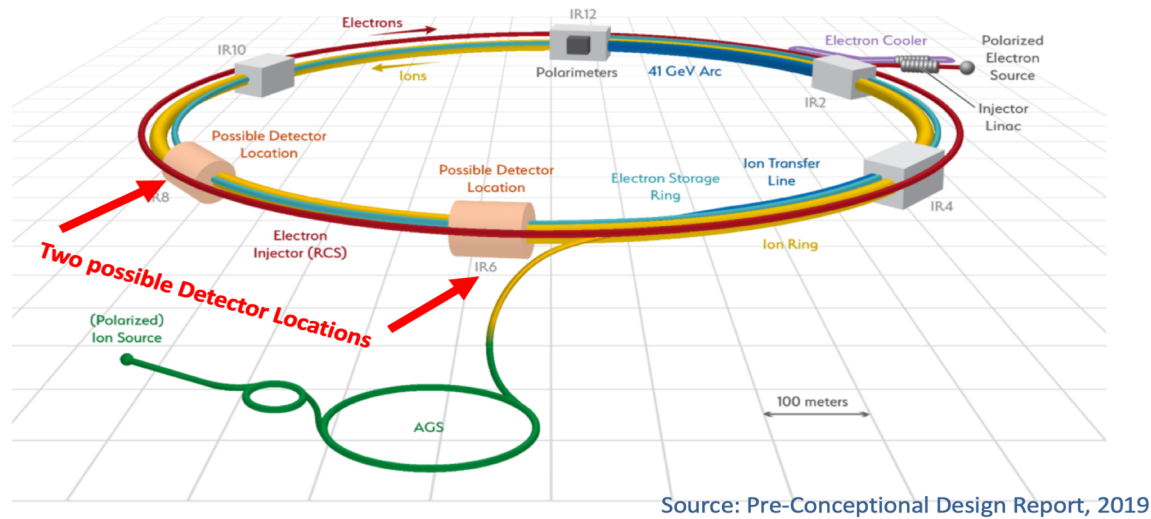 IR12
Electrons
IR10
Ions
Polarimeters
41 GeV Arc
Electron Cooler
Polarized
Electron
Source
IR2
Injector
Linac
Possible Detector
Location
Possible Detector
Location
Electron Storage
Ring
Ion Transfer
Line
R8
IR4
Electron
Injector (RCS)
IR6
Ion Ring
Two possible Detector Locations
(Polarized)
Ion Source
AGS
100 meters
Source: Pre-Conceptual Design Report, 2019